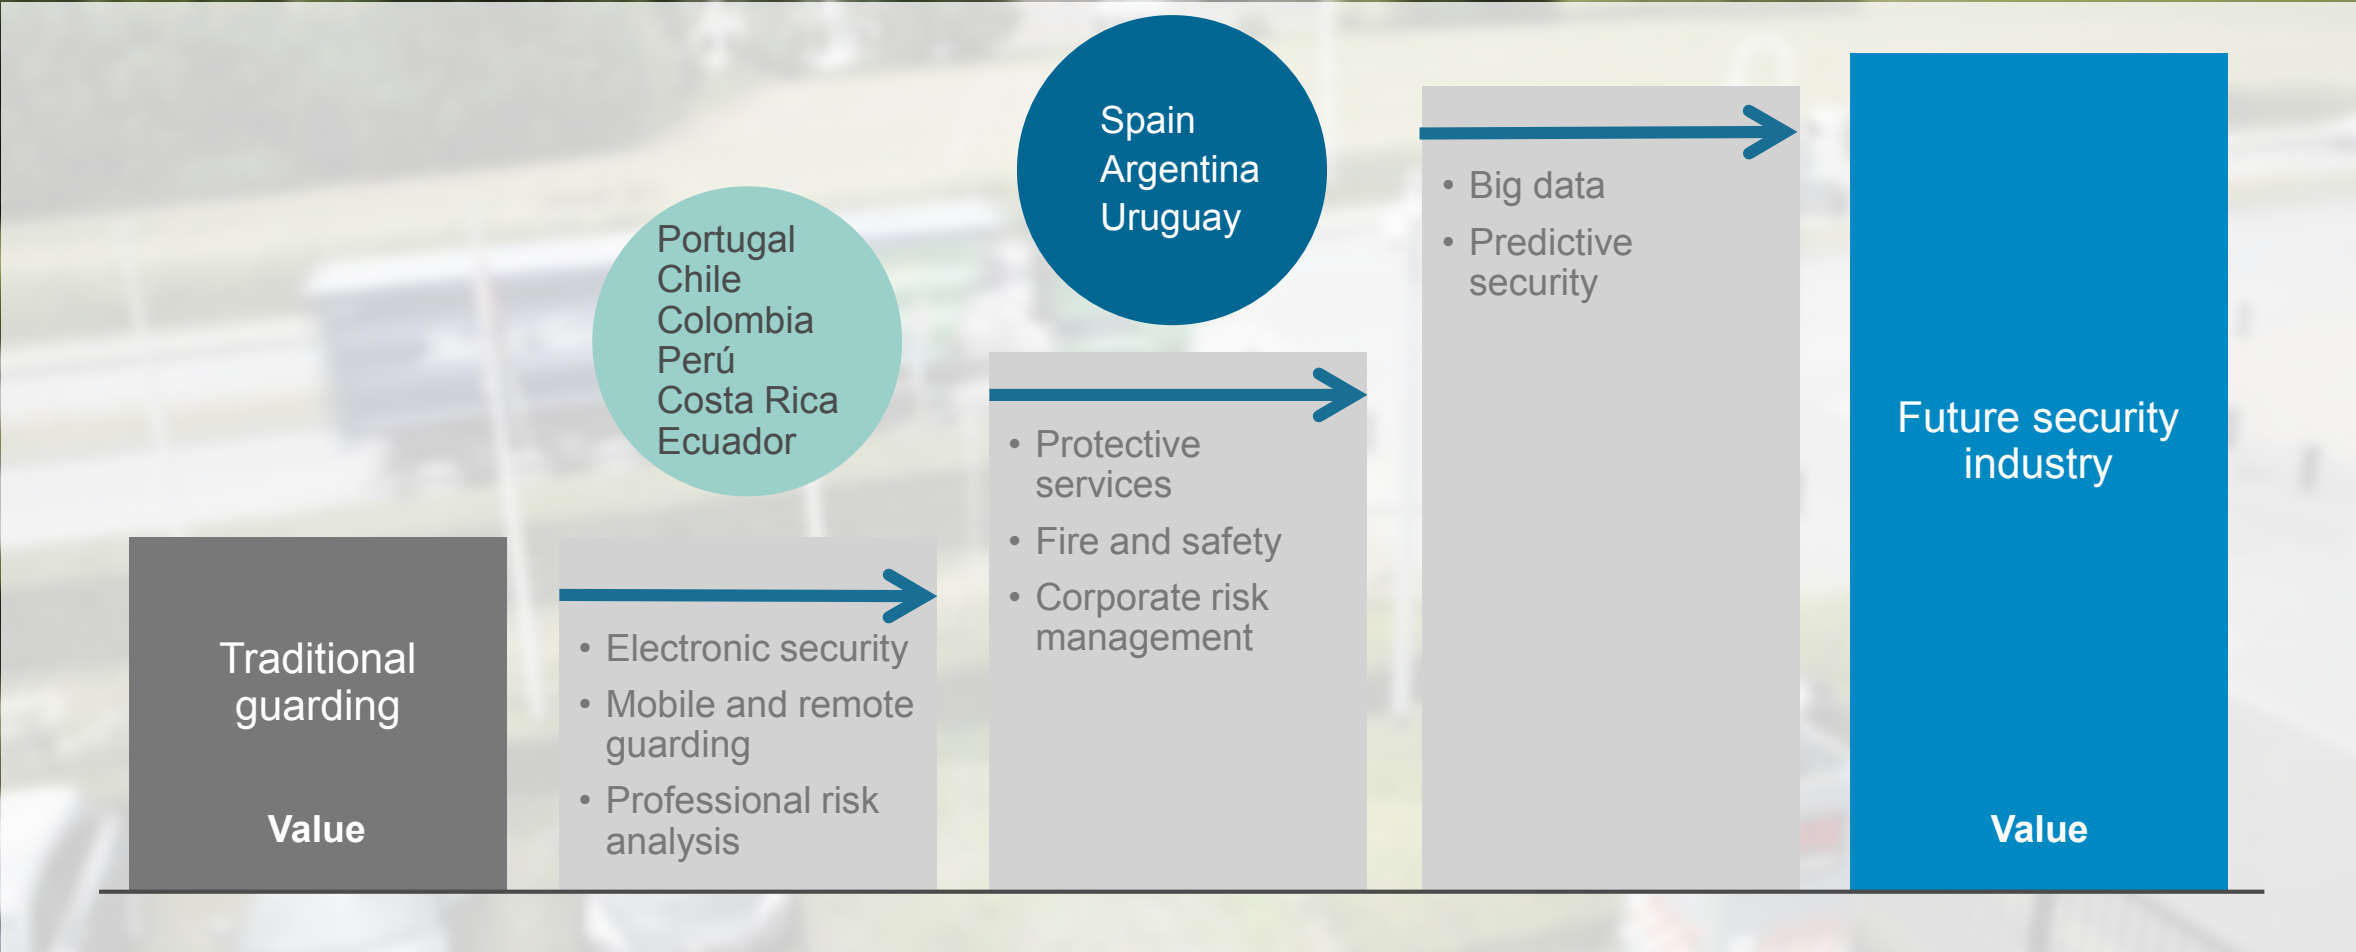 Traditional
guarding
Value
Portugal
Chile
Colombia
Perú
Costa Rica
Ecuador
• Electronic security
• Mobile and remote
guarding
• Professional risk
analysis
Spain
Argentina
Uruguay
• Protective
services
• Fire and safety
• Corporate risk
management
• Big data
• Predictive
security
Future security
industry
Value